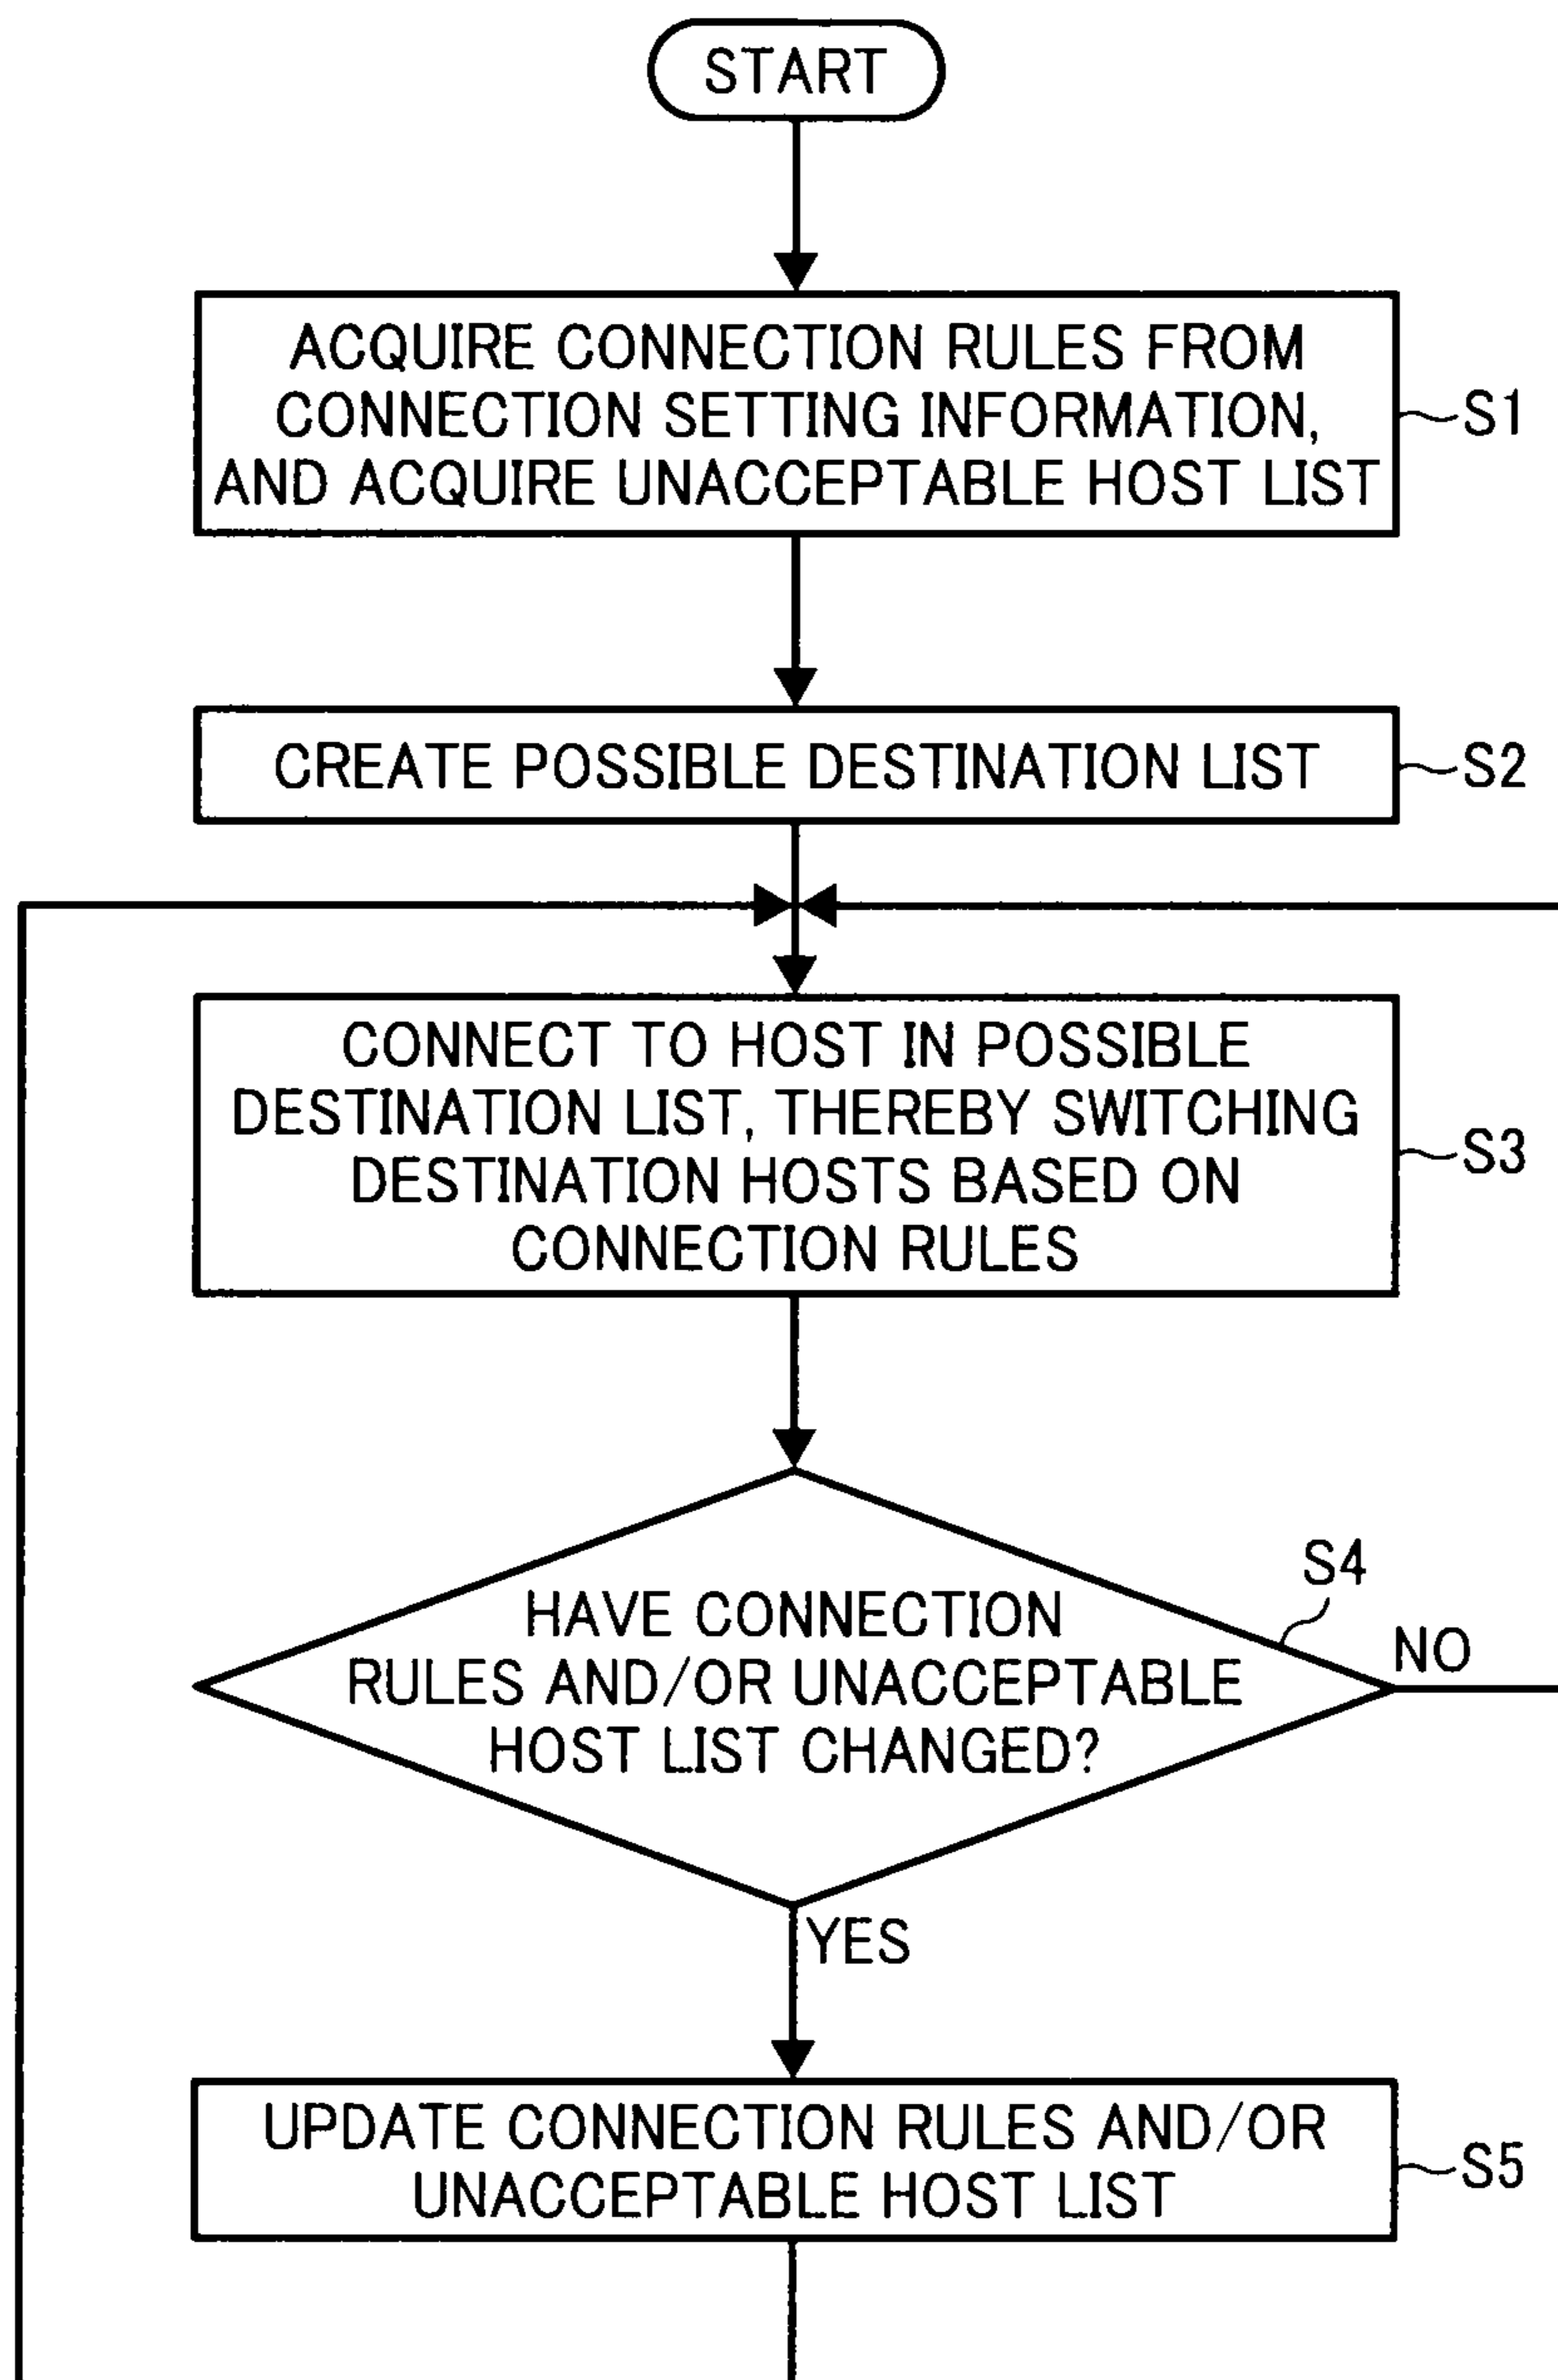 START
ACQUIRE CONNECTION RULES FROM
CONNECTION SETTING INFORMATION,
AND ACQUIRE UNACCEPTABLE HOST LIST
S1
CREATE POSSIBLE DESTINATION LIST
S2
CONNECT TO HOST IN POSSIBLE
DESTINATION LIST, THEREBY SWITCHING
DESTINATION HOSTS BASED ON
CONNECTION RULES
S3
S4
HAVE CONNECTION
RULES AND/OR UNACCEPTABLE
HOST LIST CHANGED?
NO
YES
UPDATE CONNECTION RULES AND/OR
UNACCEPTABLE HOST LIST
S5